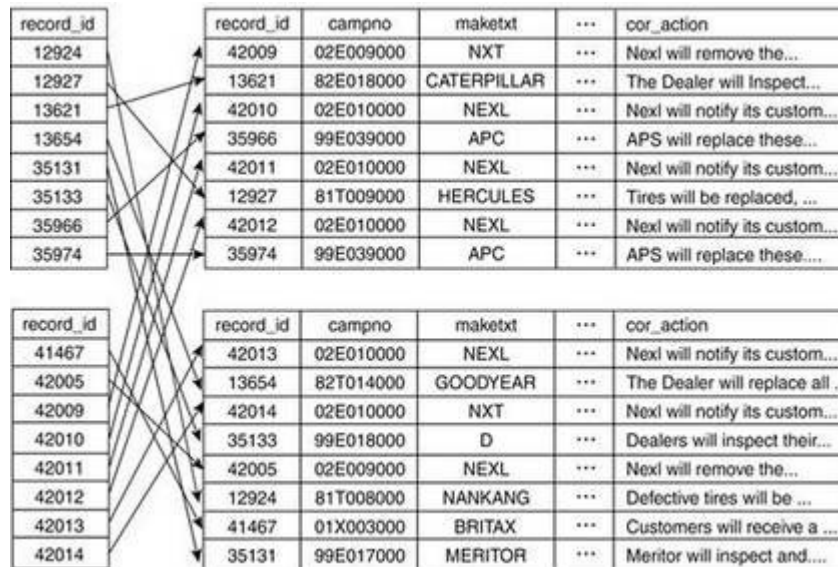 record_id record_id campno maketxt ... cor_action
12924 42009 02E009000 NXT ... Nexl will remove the...
12927 13621 82E018000 CATERPILLAR ... The Dealer will Inspect...
13621 42010 02E010000 NEXL ... Nexl will notify its custom...
13654 35966 99E039000 APC ... APS will replace these...
35131 42011 02E010000 NEXL ... Nexl will notify its custom...
35133 12927 81T009000 HERCULES ... Tires will be replaced, ...
35966 42012 02E010000 NEXL ... Nexl will notify its custom...
35974 35974 99E039000 APC ... APS will replace these....
record_id record_id campno maketxt ... cor_action
41467 42013 02E010000 NEXL ... Nexl will notify its custom...
42005 13654 82T014000 GOODYEAR ... The Dealer will replace all .
42009 42014 02E010000 NXT ... Nexl will notify its custom...
42010 35133 99E018000 D ... Dealers will inspect their...
42011 42005 02E009000 NEXL ... Nexl will remove the...
42012 12924 81T008000 NANKANG ... Defective tires will be ...
42013 41467 01X003000 BRITAX ... Customers will receive a ...
42014 35131 99E017000 MERITOR ... Meritor will inspect and....